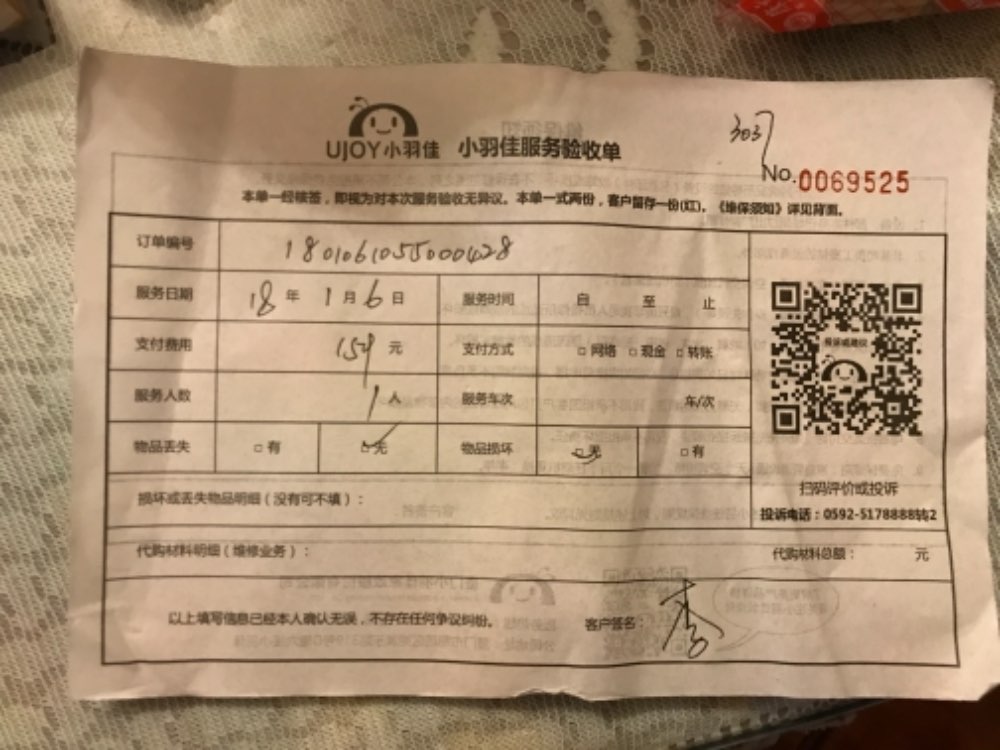 UJOY小羽佳 小羽佳服务验收单
3037
No.0069525
本单一经核签，即视为对本次服务验收无异议。本单一式两份，客户留存一份(红)。《维保须知》详见背面。
订单编号 18010610550000428
服务日期 18 年 1 月 6 日 服务时间 自 至 止
支付费用 159 元 支付方式 □网络 □现金 □转账
服务人数 1 人 服务车次 车/次
物品丢失 □有 □无 物品损坏 □无 □有
投诉或建议
扫码评价或投诉
投诉电话：0592-5178888转2
损坏或丢失物品明细（没有可不填）：
代购材料明细（维修业务）： 代购材料总额： 元
以上填写信息已经本人确认无误，不存在任何争议纠纷。 客户签名：李